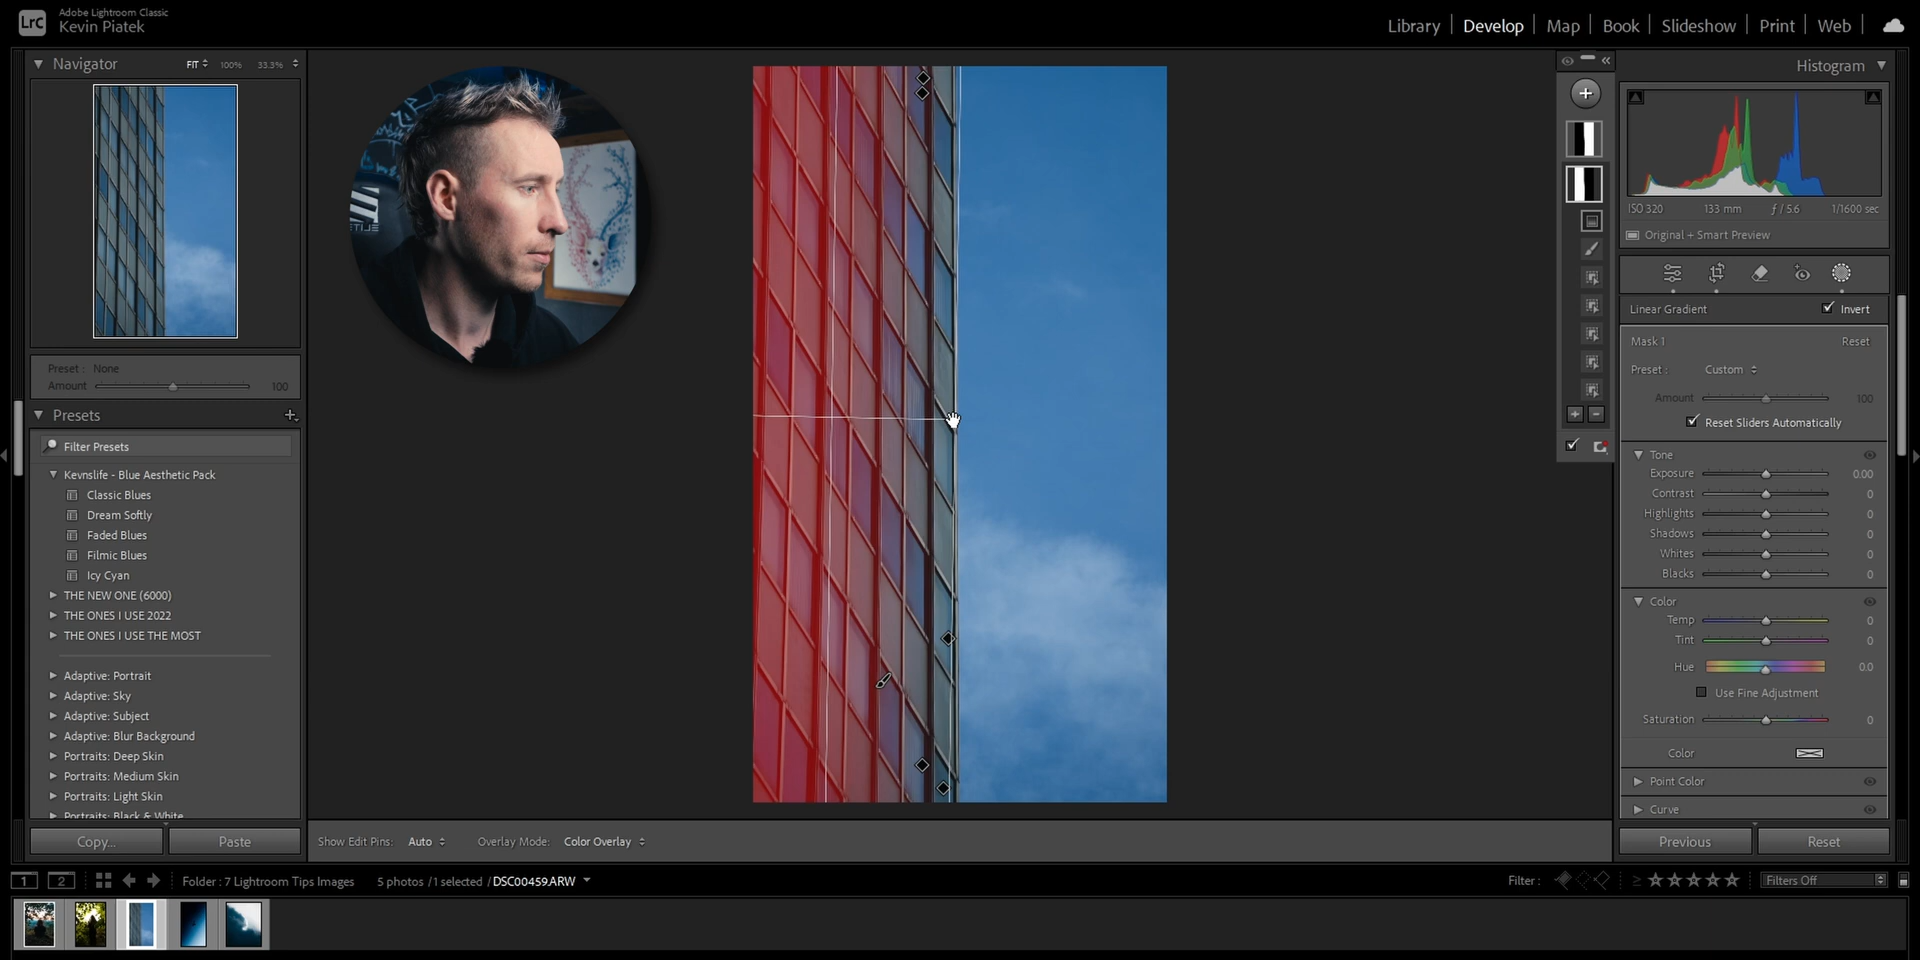 LrC
Adobe Lightroom Classic
Kevin Piatek
Library | Develop | Map | Book | Slideshow | Print | Web |
Navigator
FIT 100% 33.3%
Preset : None
Amount 100
Presets
Filter Presets
Kevnslife - Blue Aesthetic Pack
Classic Blues
Dream Softly
Faded Blues
Filmic Blues
Icy Cyan
THE NEW ONE (6000)
THE ONES I USE 2022
THE ONES I USE THE MOST
Adaptive: Portrait
Adaptive: Sky
Adaptive: Subject
Adaptive: Blur Background
Portraits: Deep Skin
Portraits: Medium Skin
Portraits: Light Skin
Portraits: Black & White
Copy...
Paste
Show Edit Pins: Auto
Overlay Mode: Color Overlay
Histogram
ISO 320 133 mm ƒ / 5.6 1/1600 sec
Original + Smart Preview
Linear Gradient Invert
Mask 1 Reset
Preset : Custom
Amount 100
Reset Sliders Automatically
Tone
Exposure 0.00
Contrast 0
Highlights 0
Shadows 0
Whites 0
Blacks 0
Color
Temp 0
Tint 0
Hue 0.0
Use Fine Adjustment
Saturation 0
Color
Point Color
Curve
Previous
Reset
1 2 Folder : 7 Lightroom Tips Images 5 photos / 1 selected / DSC00459.ARW
Filter : ≥ ★★★★★ Filters Off